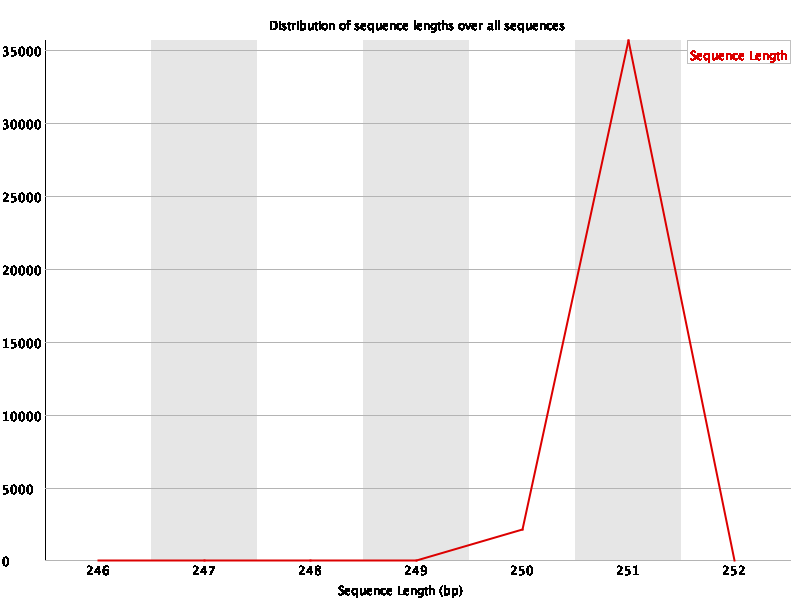 Distribution of sequence lengths over all sequences
Sequence Length
35000
30000
25000
20000
15000
10000
5000
0
246 247 248 249 250 251 252
Sequence Length (bp)